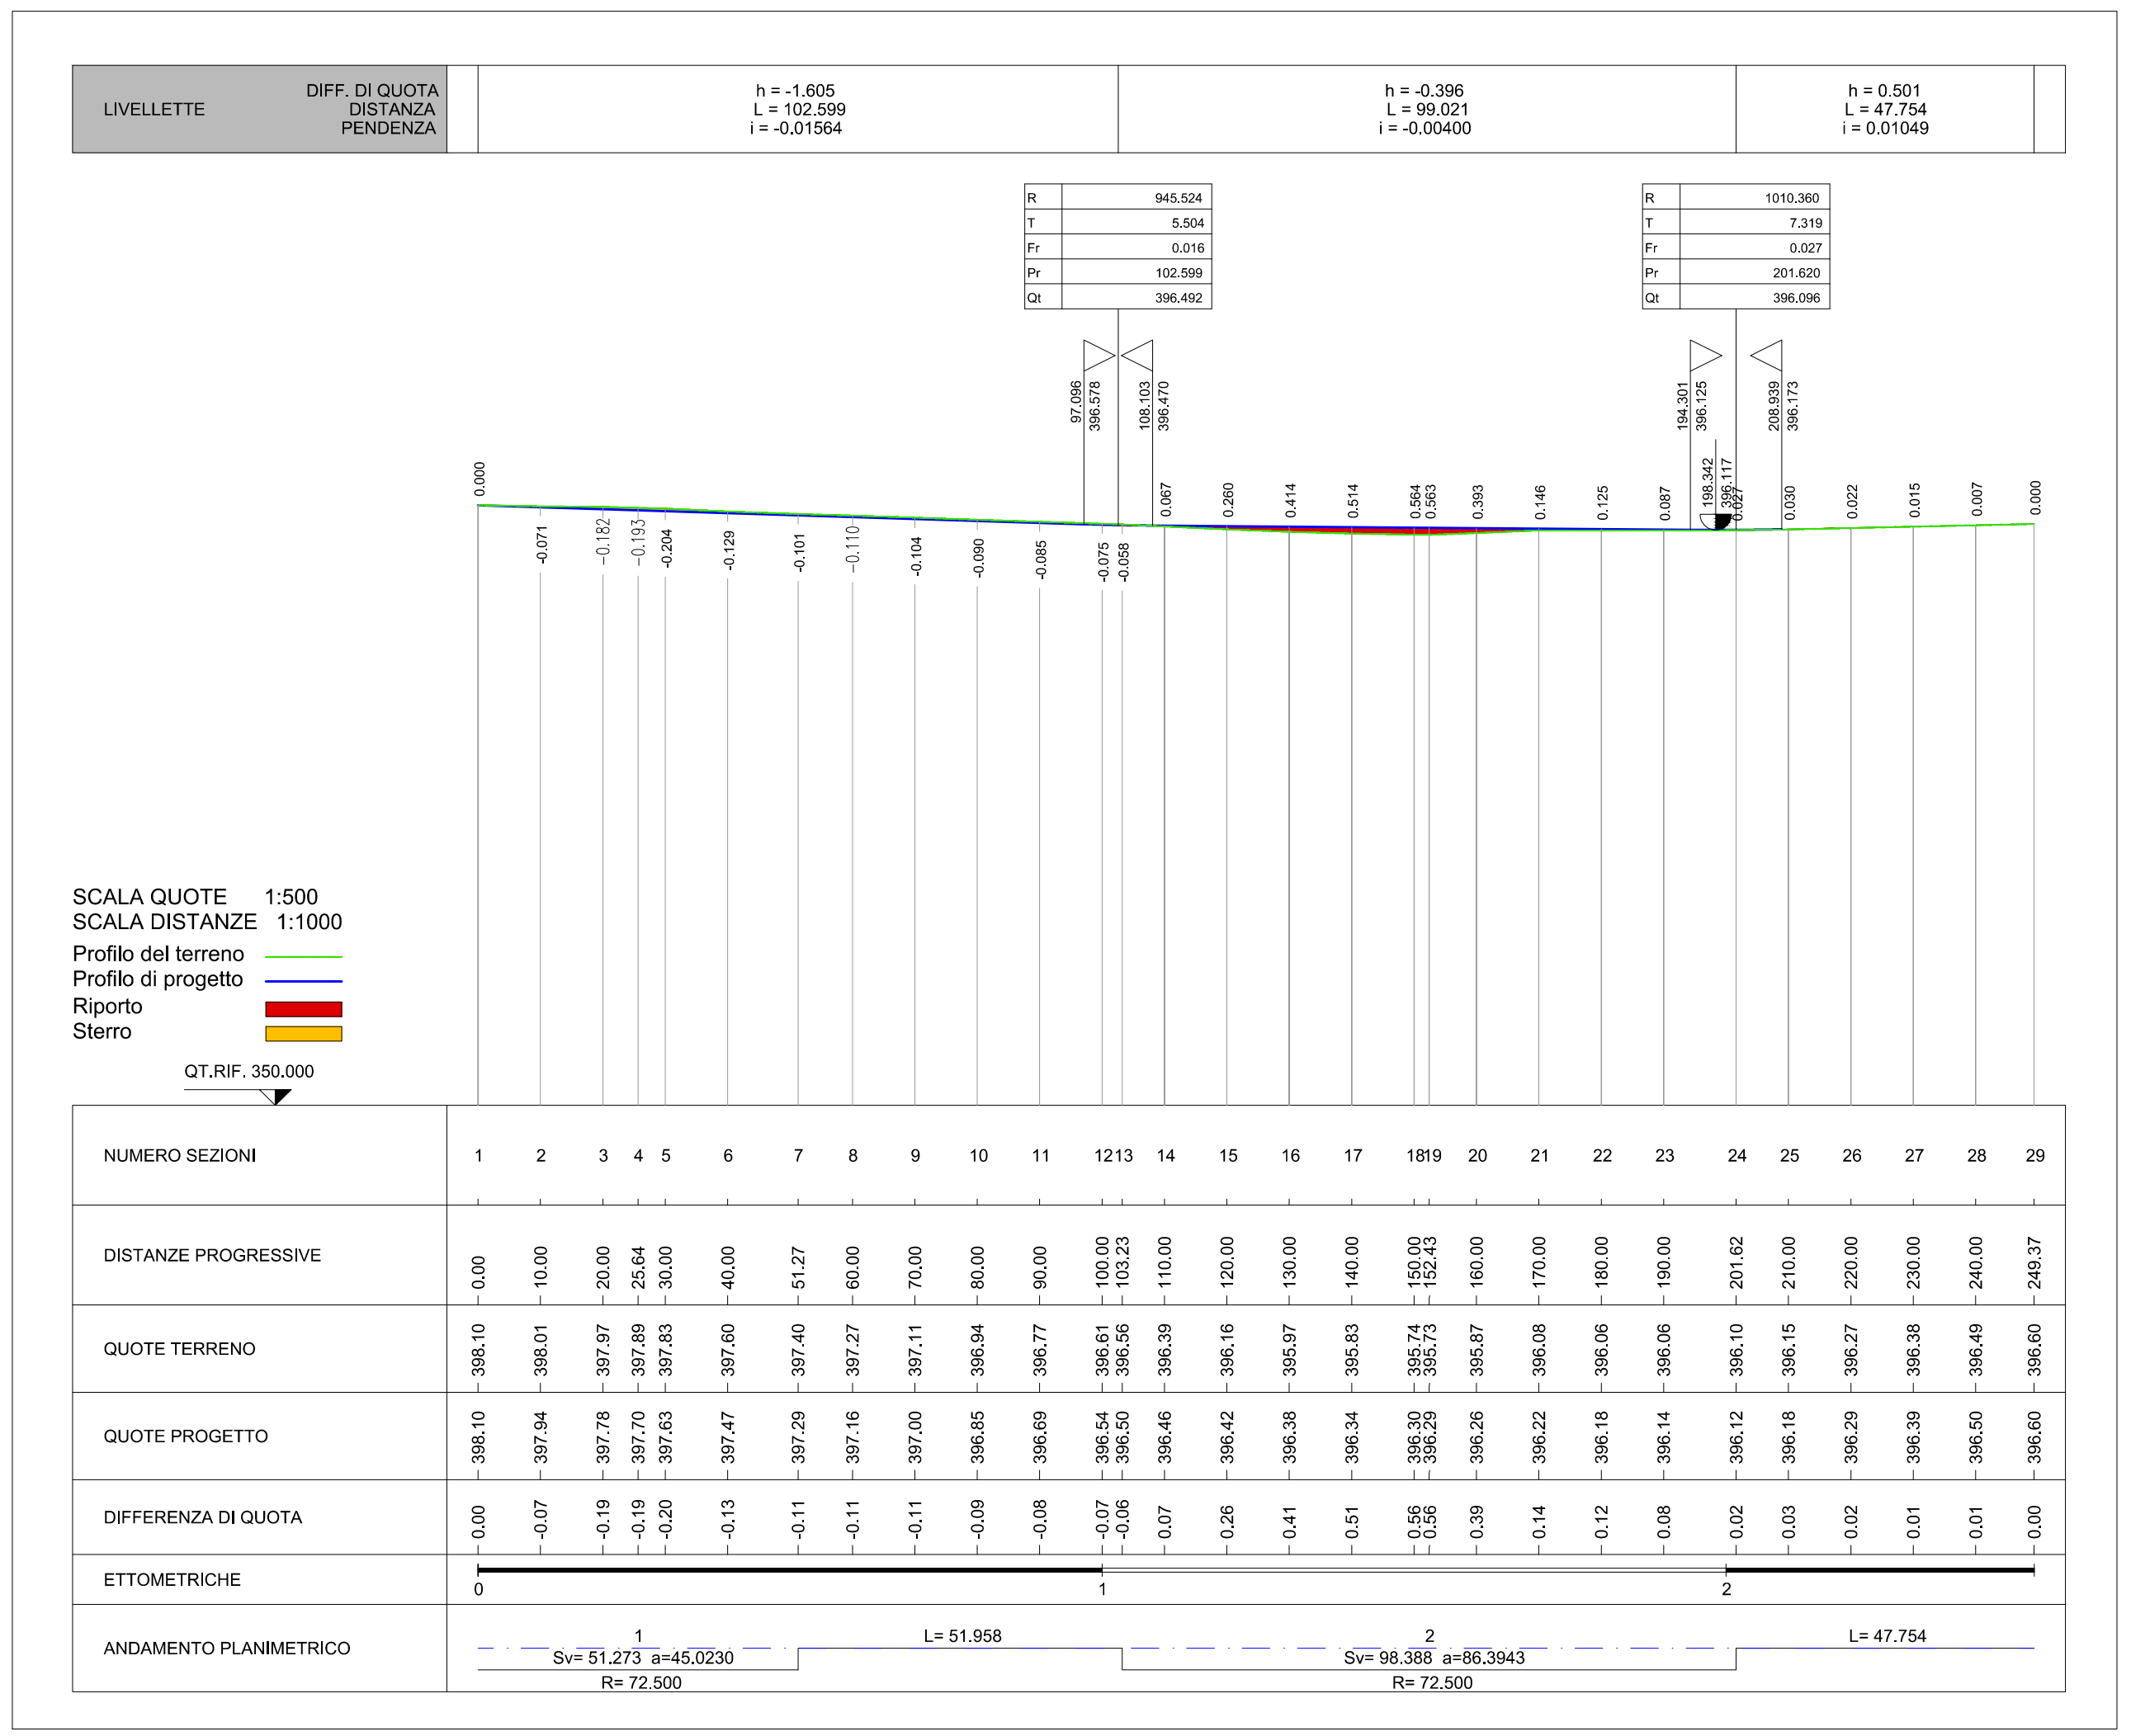 LIVELLETTE
DIFF. DI QUOTA
DISTANZA
PENDENZA
h = -1.605
L = 102.599
i = -0.01564
h = -0.396
L = 99.021
i = -0.00400
h = 0.501
L = 47.754
i = 0.01049
R 945.524
T 5.504
Fr 0.016
Pr 102.599
Qt 396.492
R 1010.360
T 7.319
Fr 0.027
Pr 201.620
Qt 396.096
97.096
396.578
108.103
396.470
194.301
396.125
208.939
396.173
198.342
396.117
0.000
-0.071
-0.182
-0.193
-0.204
-0.129
-0.101
-0.110
-0.104
-0.090
-0.085
-0.075
-0.058
0.067
0.260
0.414
0.514
0.564
0.563
0.393
0.146
0.125
0.087
0.027
0.030
0.022
0.015
0.007
0.000
SCALA QUOTE 1:500
SCALA DISTANZE 1:1000
Profilo del terreno
Profilo di progetto
Riporto
Sterro
QT.RIF. 350.000
NUMERO SEZIONI 1 2 3 4 5 6 7 8 9 10 11 12 13 14 15 16 17 18 19 20 21 22 23 24 25 26 27 28 29
DISTANZE PROGRESSIVE 0.00 10.00 20.00 25.64 30.00 40.00 51.27 60.00 70.00 80.00 90.00 100.00 103.23 110.00 120.00 130.00 140.00 150.00 152.43 160.00 170.00 180.00 190.00 201.62 210.00 220.00 230.00 240.00 249.37
QUOTE TERRENO 398.10 398.01 397.97 397.89 397.83 397.60 397.40 397.27 397.11 396.94 396.77 396.61 396.56 396.39 396.16 395.97 395.83 395.74 395.73 395.87 396.08 396.06 396.06 396.10 396.15 396.27 396.38 396.49 396.60
QUOTE PROGETTO 398.10 397.94 397.78 397.70 397.63 397.47 397.29 397.16 397.00 396.85 396.69 396.54 396.50 396.46 396.42 396.38 396.34 396.30 396.29 396.26 396.22 396.18 396.14 396.12 396.18 396.29 396.39 396.50 396.60
DIFFERENZA DI QUOTA 0.00 -0.07 -0.19 -0.19 -0.20 -0.13 -0.11 -0.11 -0.11 -0.09 -0.08 -0.07 -0.06 0.07 0.26 0.41 0.51 0.56 0.56 0.39 0.14 0.12 0.08 0.02 0.03 0.02 0.01 0.01 0.00
ETTOMETRICHE 0 1 2
ANDAMENTO PLANIMETRICO
1
Sv= 51.273 a=45.0230
R= 72.500
L= 51.958
2
Sv= 98.388 a=86.3943
R= 72.500
L= 47.754